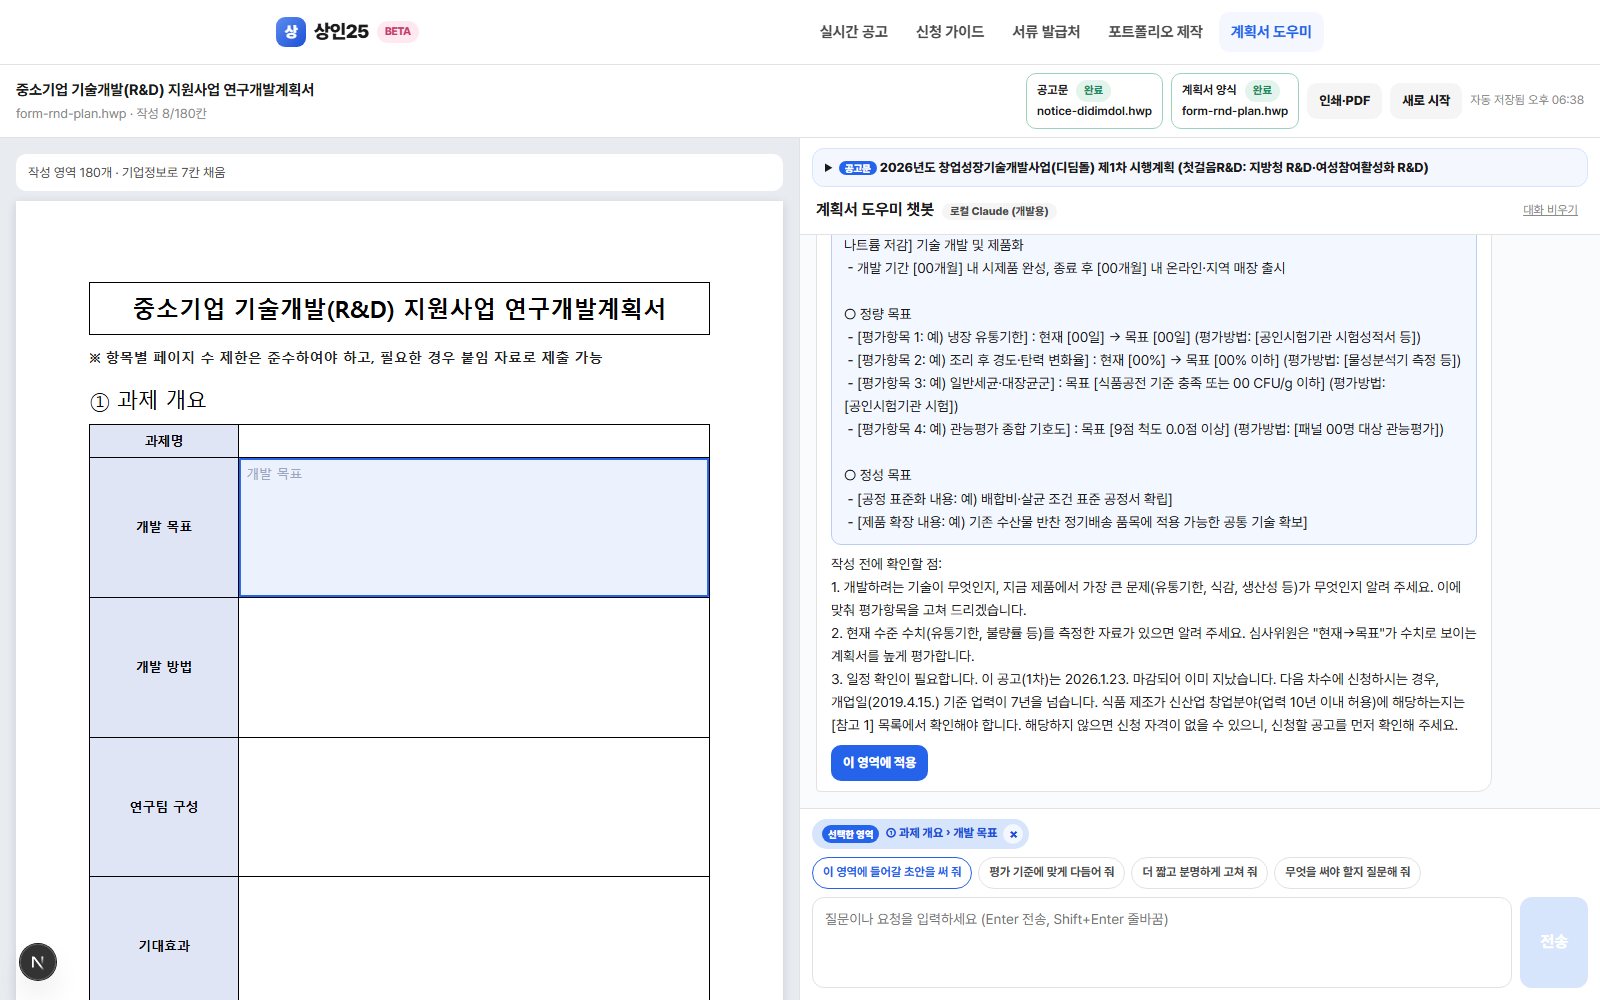 상 상인25 BETA
실시간 공고 신청 가이드 서류 발급처 포트폴리오 제작 계획서 도우미
중소기업 기술개발(R&D) 지원사업 연구개발계획서
form-rnd-plan.hwp · 작성 8/180칸
공고문 완료
notice-didimdol.hwp
계획서 양식 완료
form-rnd-plan.hwp
인쇄·PDF
새로 시작
자동 저장됨 오후 06:38
작성 영역 180개 · 기업정보로 7칸 채움
중소기업 기술개발(R&D) 지원사업 연구개발계획서
※ 항목별 페이지 수 제한은 준수하여야 하고, 필요한 경우 붙임 자료로 제출 가능
① 과제 개요
과제명
개발 목표
개발 목표
개발 방법
연구팀 구성
기대효과
N
▶ 공고문 2026년도 창업성장기술개발사업(디딤돌) 제1차 시행계획 (첫걸음R&D: 지방청 R&D·여성참여활성화 R&D)
계획서 도우미 챗봇 로컬 Claude (개발용)
대화 비우기
나트륨 저감] 기술 개발 및 제품화
- 개발 기간 [00개월] 내 시제품 완성, 종료 후 [00개월] 내 온라인·지역 매장 출시
○ 정량 목표
- [평가항목 1: 예) 냉장 유통기한] : 현재 [00일] → 목표 [00일] (평가방법: [공인시험기관 시험성적서 등])
- [평가항목 2: 예) 조리 후 경도·탄력 변화율] : 현재 [00%] → 목표 [00% 이하] (평가방법: [물성분석기 측정 등])
- [평가항목 3: 예) 일반세균·대장균군] : 목표 [식품공전 기준 충족 또는 00 CFU/g 이하] (평가방법:
[공인시험기관 시험])
- [평가항목 4: 예) 관능평가 종합 기호도] : 목표 [9점 척도 0.0점 이상] (평가방법: [패널 00명 대상 관능평가])
○ 정성 목표
- [공정 표준화 내용: 예) 배합비·살균 조건 표준 공정서 확립]
- [제품 확장 내용: 예) 기존 수산물 반찬 정기배송 품목에 적용 가능한 공통 기술 확보]
작성 전에 확인할 점:
1. 개발하려는 기술이 무엇인지, 지금 제품에서 가장 큰 문제(유통기한, 식감, 생산성 등)가 무엇인지 알려 주세요. 이에
맞춰 평가항목을 고쳐 드리겠습니다.
2. 현재 수준 수치(유통기한, 불량률 등)를 측정한 자료가 있으면 알려 주세요. 심사위원은 "현재→목표"가 수치로 보이는
계획서를 높게 평가합니다.
3. 일정 확인이 필요합니다. 이 공고(1차)는 2026.1.23. 마감되어 이미 지났습니다. 다음 차수에 신청하시는 경우,
개업일(2019.4.15.) 기준 업력이 7년을 넘습니다. 식품 제조가 신산업 창업분야(업력 10년 이내 허용)에 해당하는지는
[참고 1] 목록에서 확인해야 합니다. 해당하지 않으면 신청 자격이 없을 수 있으니, 신청할 공고를 먼저 확인해 주세요.
이 영역에 적용
선택한 영역 ① 과제 개요 › 개발 목표 ×
이 영역에 들어갈 초안을 써 줘
평가 기준에 맞게 다듬어 줘
더 짧고 분명하게 고쳐 줘
무엇을 써야 할지 질문해 줘
질문이나 요청을 입력하세요 (Enter 전송, Shift+Enter 줄바꿈)
전송